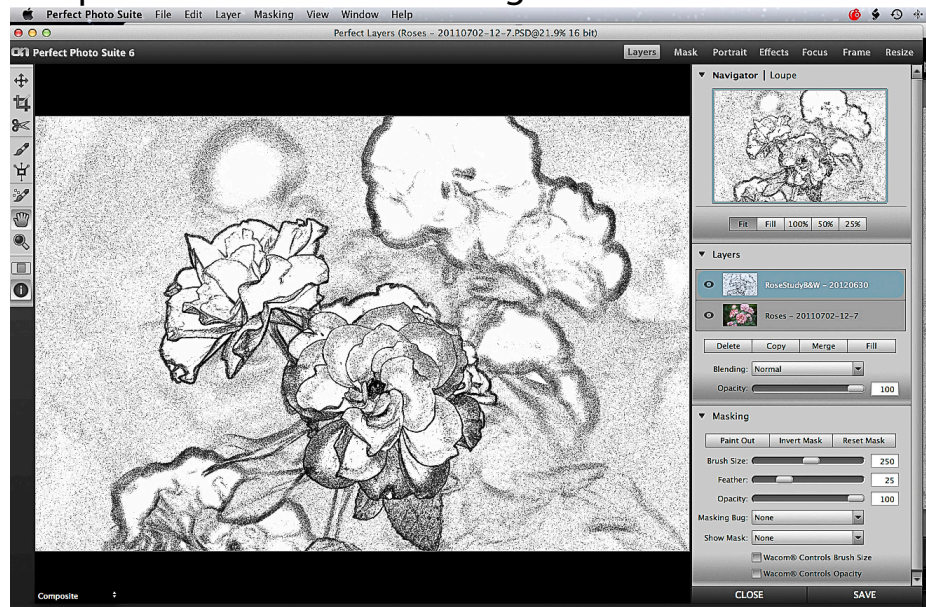 Perfect Photo Suite File Edit Layer Masking View Window Help
Perfect Layers (Roses - 20110702-12-7.PSD@21.9% 16 bit)
on Perfect Photo Suite 6 Layers Mask Portrait Effects Focus Frame Resize
Navigator | Loupe
Fit Fill 100% 50% 25%
Layers
RoseStudyB&W - 20120630
Roses - 20110702-12-7
Delete Copy Merge Fill
Blending: Normal
Opacity: 100
Masking
Paint Out Invert Mask Reset Mask
Brush Size: 250
Feather: 25
Opacity: 100
Masking Bug: None
Show Mask: None
Wacom® Controls Brush Size
Wacom® Controls Opacity
Composite CLOSE SAVE